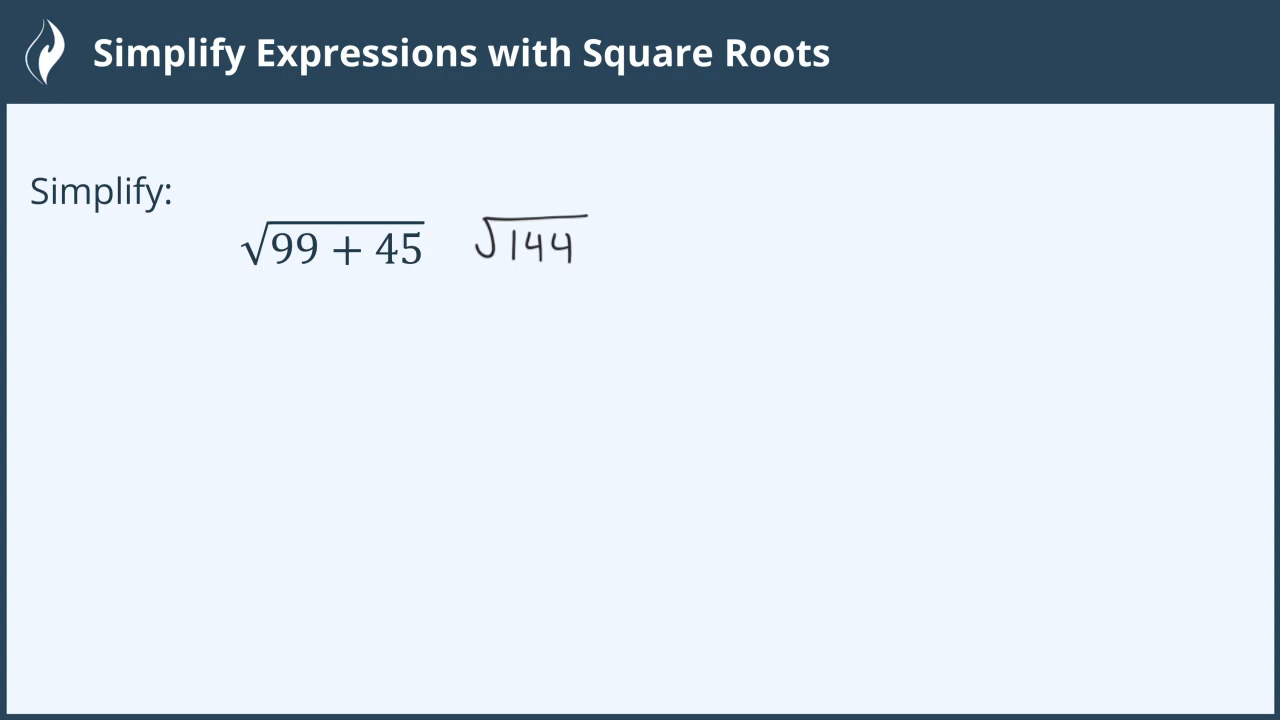 Simplify Expressions with Square Roots
Simplify:
√99 + 45 √144